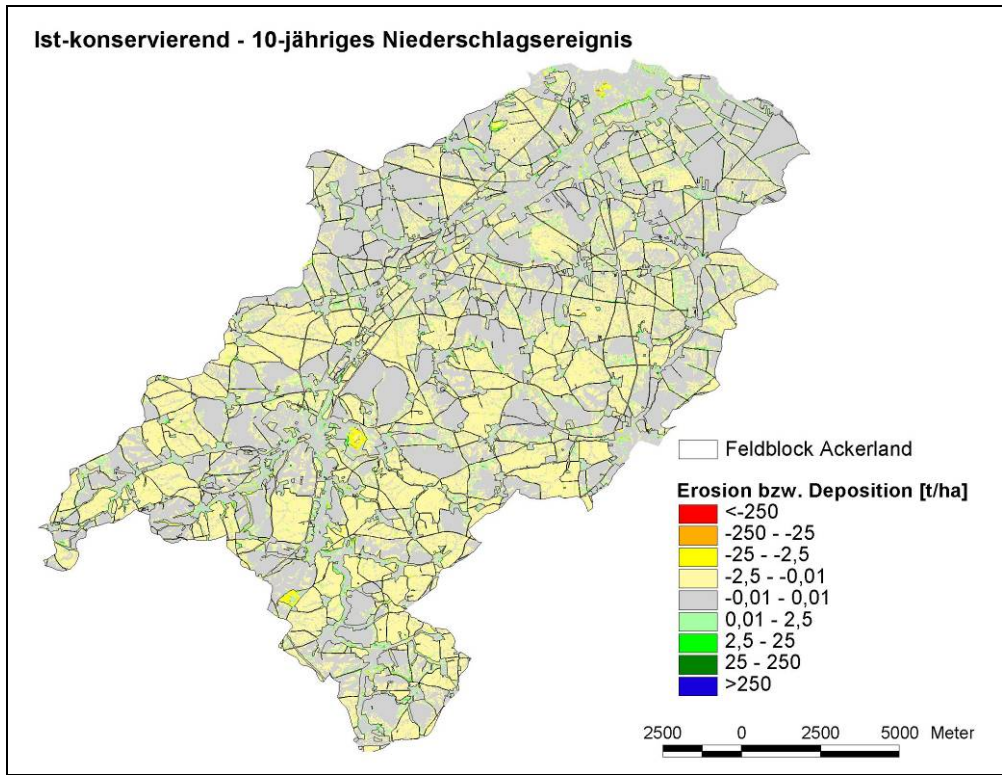 Ist-konservierend - 10-jähriges Niederschlagsereignis
Feldblock Ackerland
Erosion bzw. Deposition [t/ha]
<-250
-250 - -25
-25 - -2,5
-2,5 - -0,01
-0,01 - 0,01
0,01 - 2,5
2,5 - 25
25 - 250
>250
2500 0 2500 5000 Meter